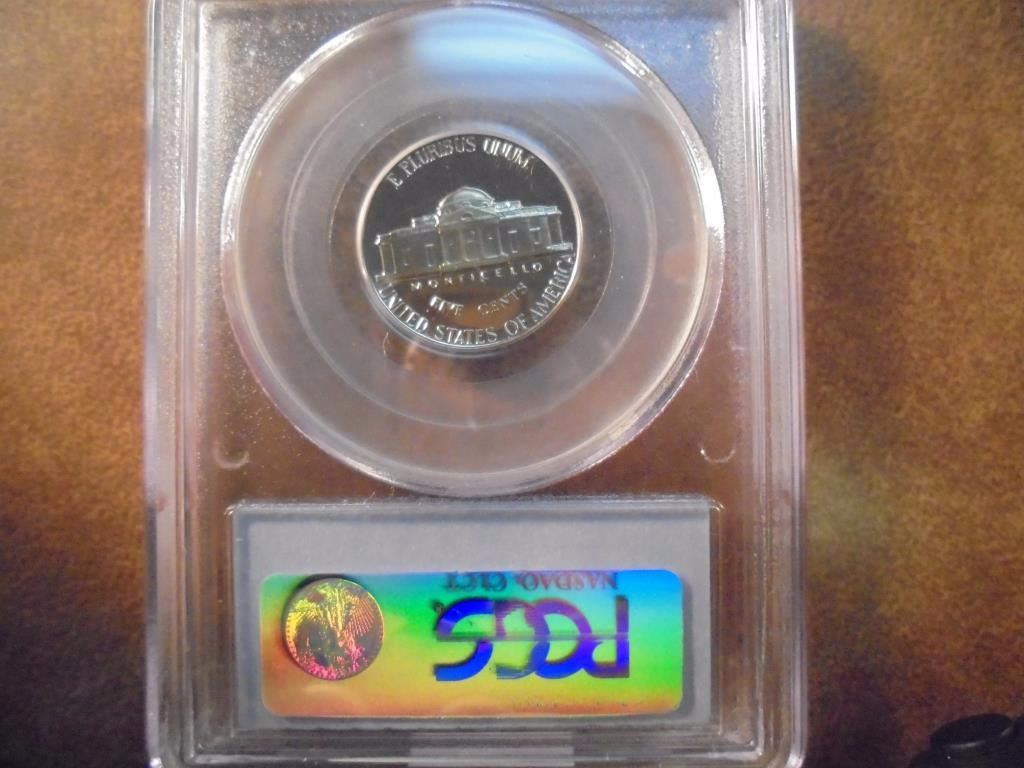 E PLURIBUS UNUM
MONTICELLO
FIVE CENTS
UNITED STATES OF AMERICA
NASDAQ: CLCT
PCGS